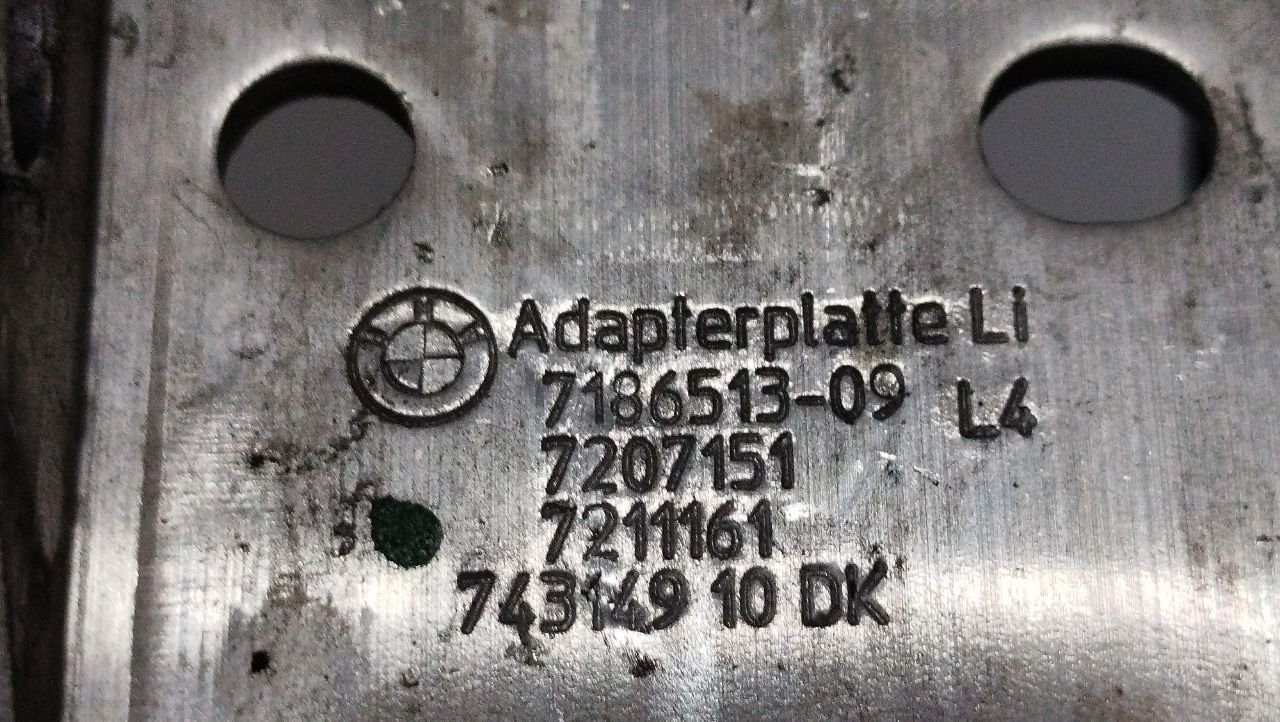 Adapterplatte Li
7186513-09 L4
7207151
7211161
743149 10 DK